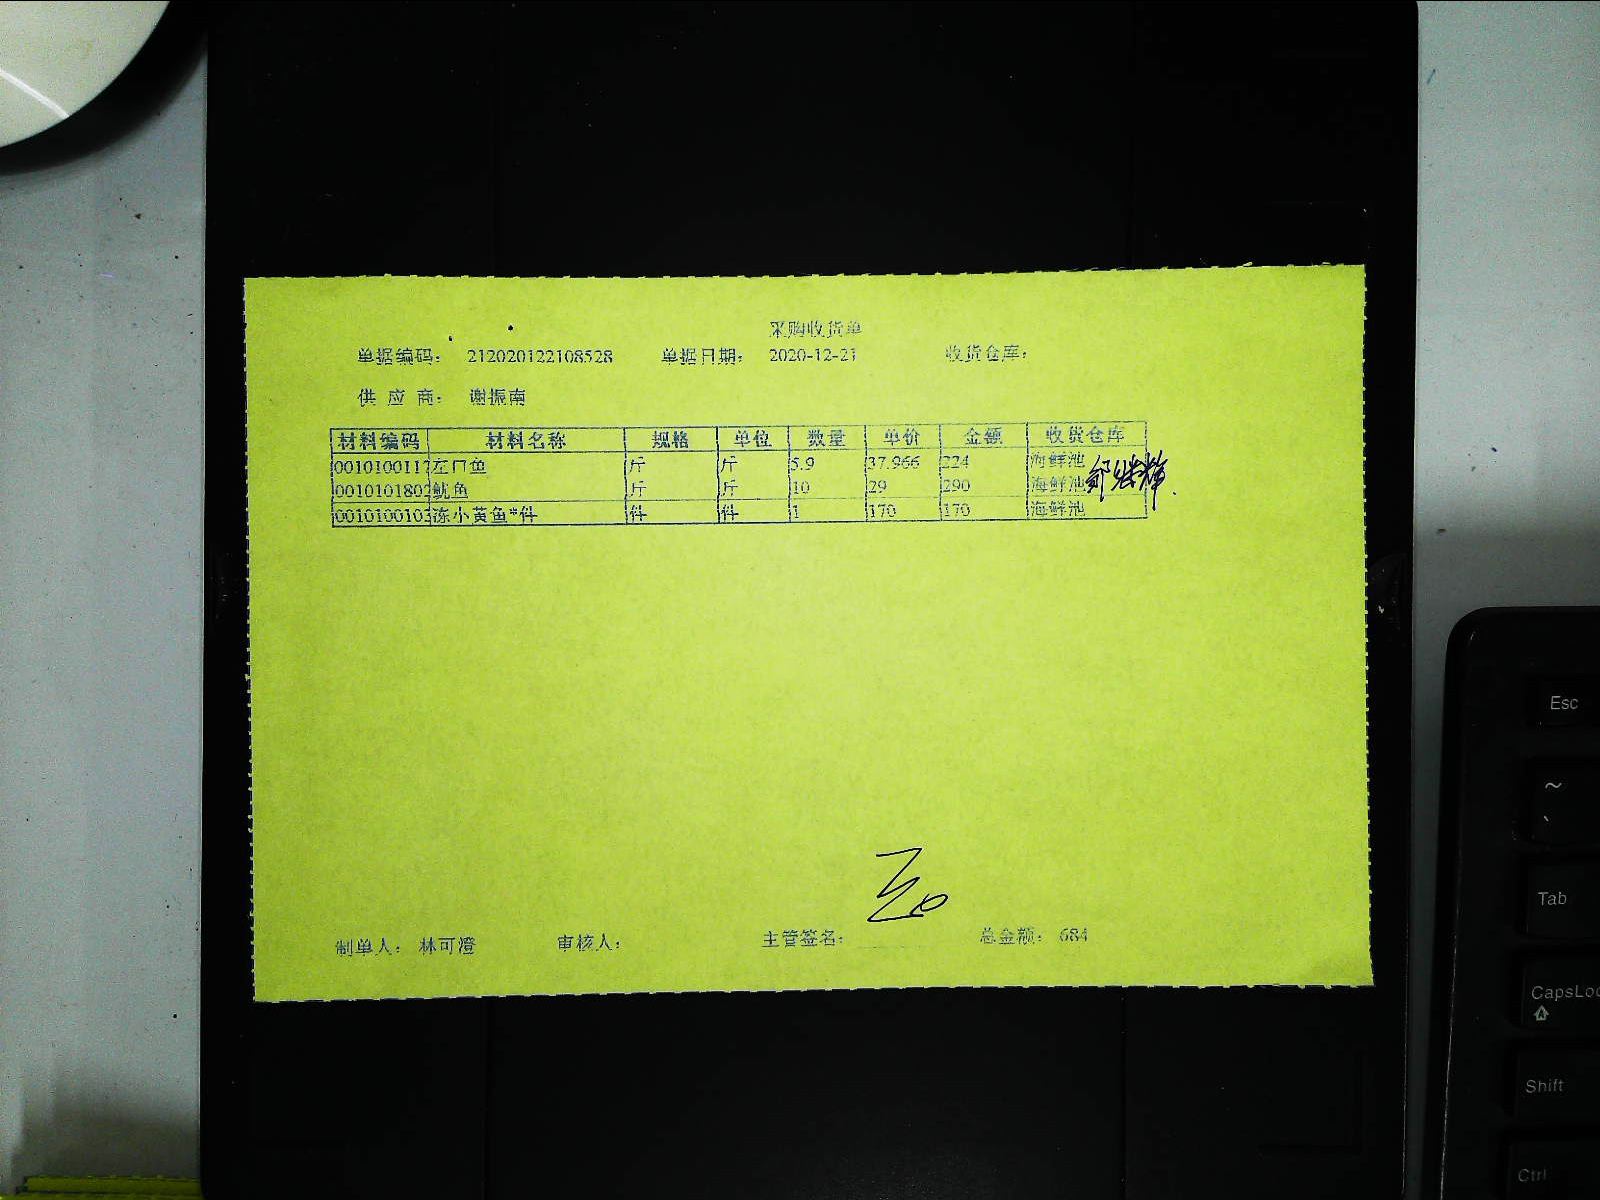 采购收货单
单据编码: 212020122108528 单据日期: 2020-12-21 收货仓库:
供 应 商: 谢振南
材料编码 材料名称 规格 单位 数量 单价 金额 收货仓库
0010100117 左口鱼 斤 斤 5.9 37.966 224 海鲜池
0010101802 鱿鱼 斤 斤 10 29 290 海鲜池
0010100103 冻小黄鱼*件 件 件 1 170 170 海鲜池
制单人: 林可澄 审核人: 主管签名: 总金额: 684
Esc
~
Tab
CapsLoc
Shift
Ctrl